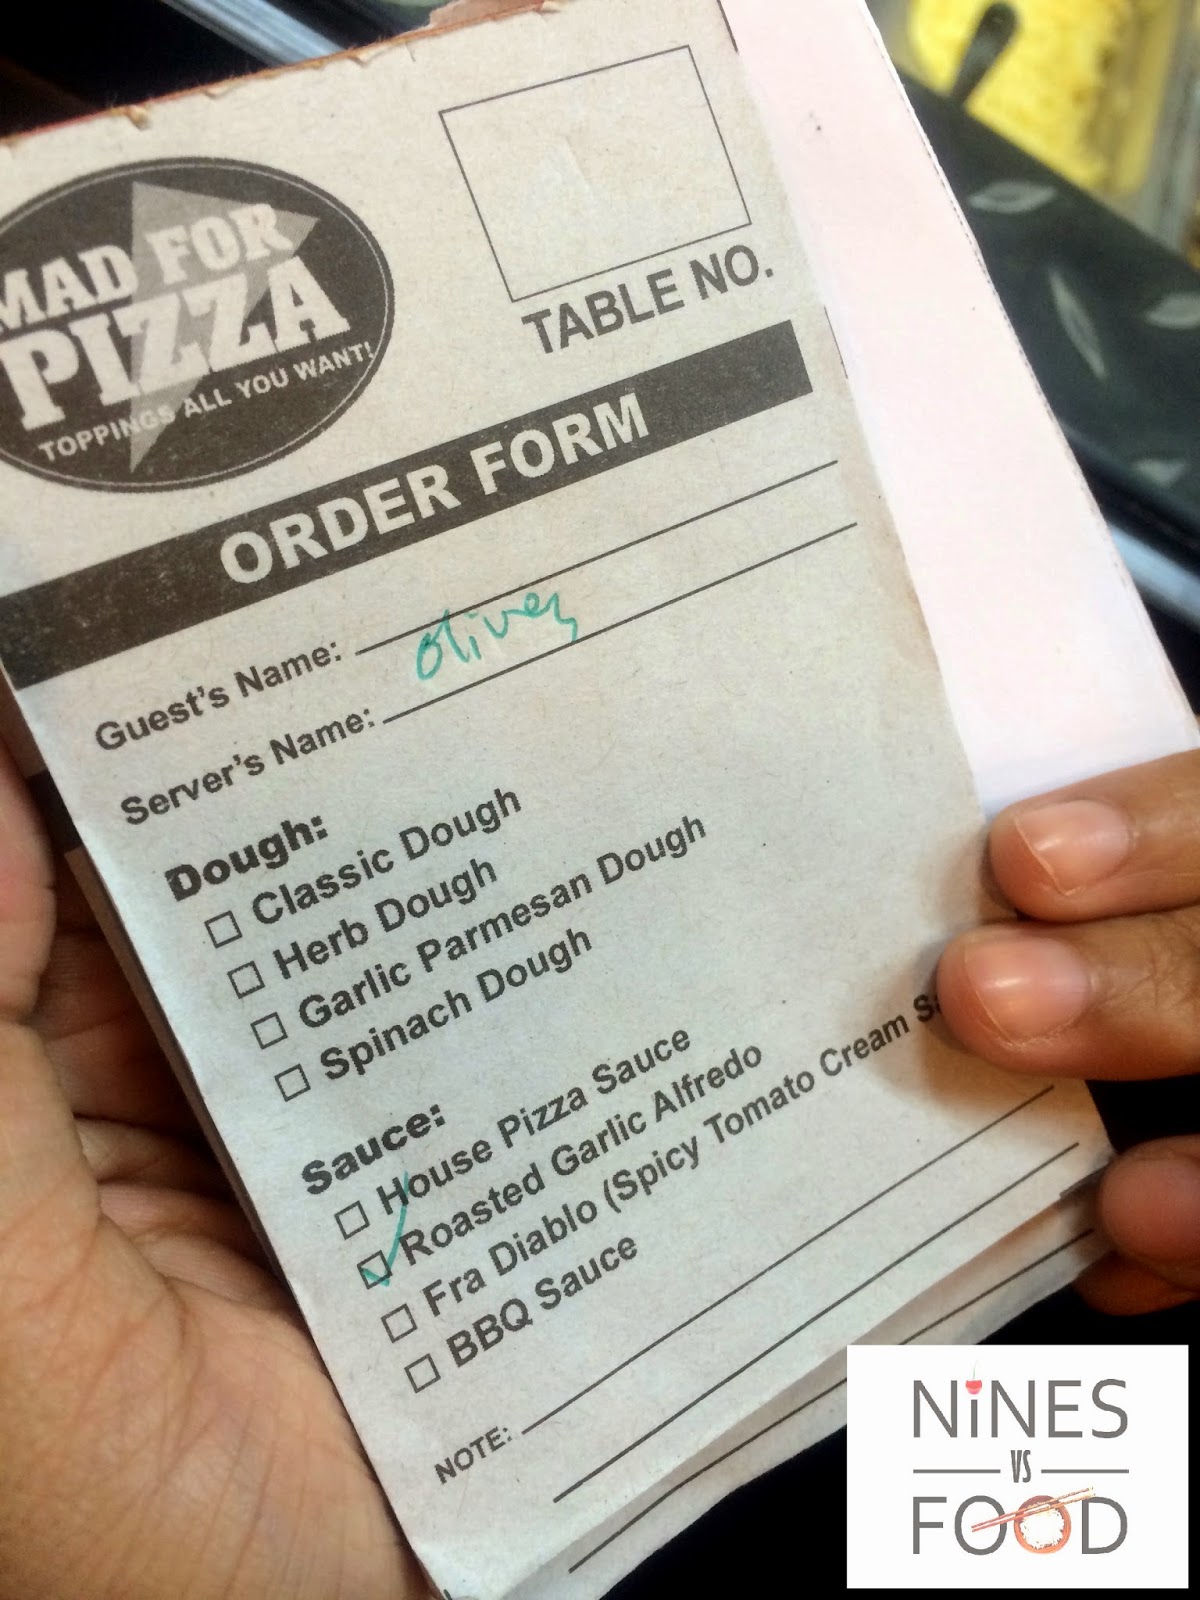 MAD FOR
PIZZA
TOPPINGS ALL YOU WANT!
TABLE NO.
ORDER FORM
Guest's Name:
Server's Name:
Dough:
Classic Dough
Herb Dough
Garlic Parmesan Dough
Spinach Dough
Sauce:
House Pizza Sauce
Roasted Garlic Alfredo
Fra Diablo (Spicy Tomato Cream
BBQ Sauce
NOTE:
NiNES
VS
FOOD